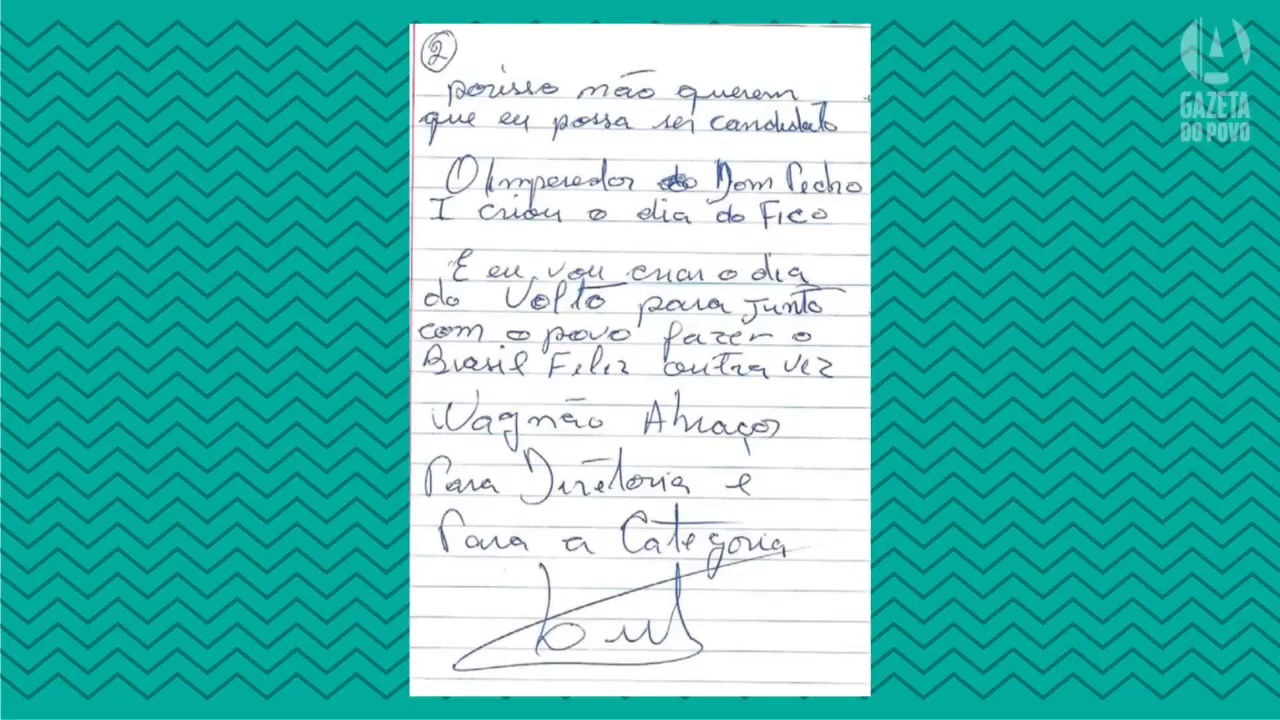 2
porisso não querem
que eu possa ser candidato
O Imperador do Dom Pedro
I criou o dia do Fico
E eu vou criar o dia
do Volto para junto
com o povo fazer o
Brasil Feliz outra vez
Wagnão Abraços
Para Diretoria e
Para a Categoria
GAZETA
DO POVO